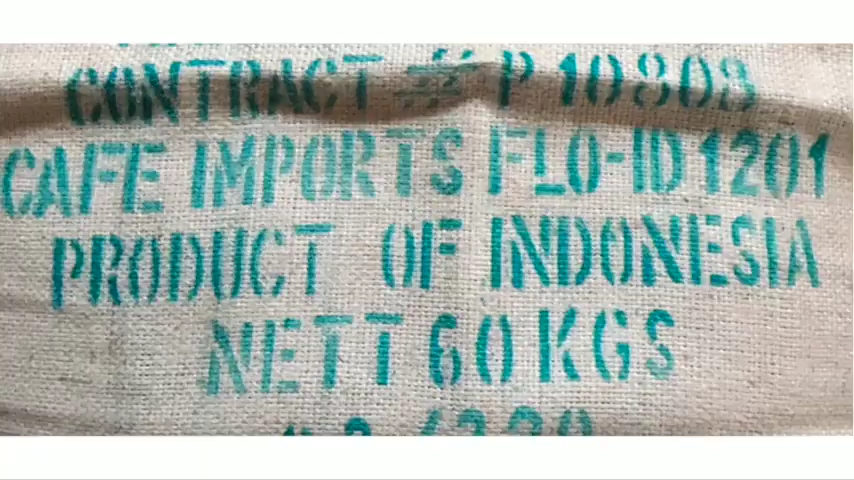 CONTRACT # P 10808
CAFE IMPORTS FLO-ID 1201
PRODUCT OF INDONESIA
NETT 60 KGS